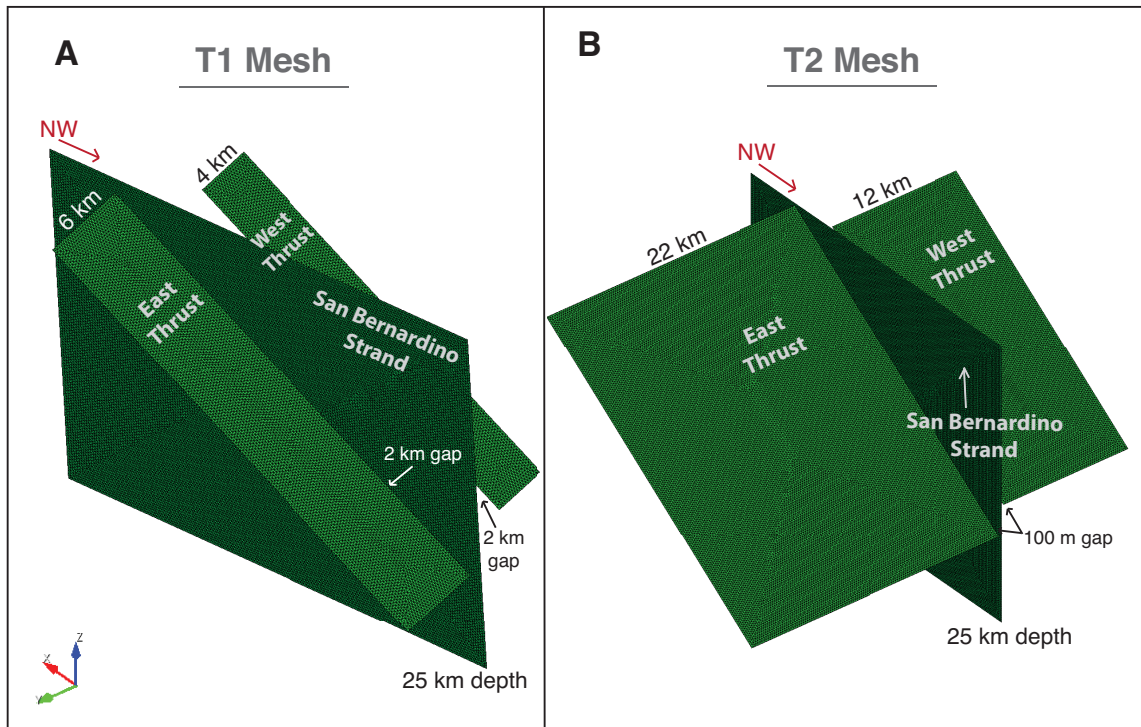 A
T1 Mesh
NW
4 km
6 km
West
Thrust
East
Thrust
San Bernardino
Strand
2 km gap
2 km
gap
25 km depth
Z
X
Y
B
T2 Mesh
NW
12 km
22 km
West
Thrust
East
Thrust
San Bernardino
Strand
100 m gap
25 km depth